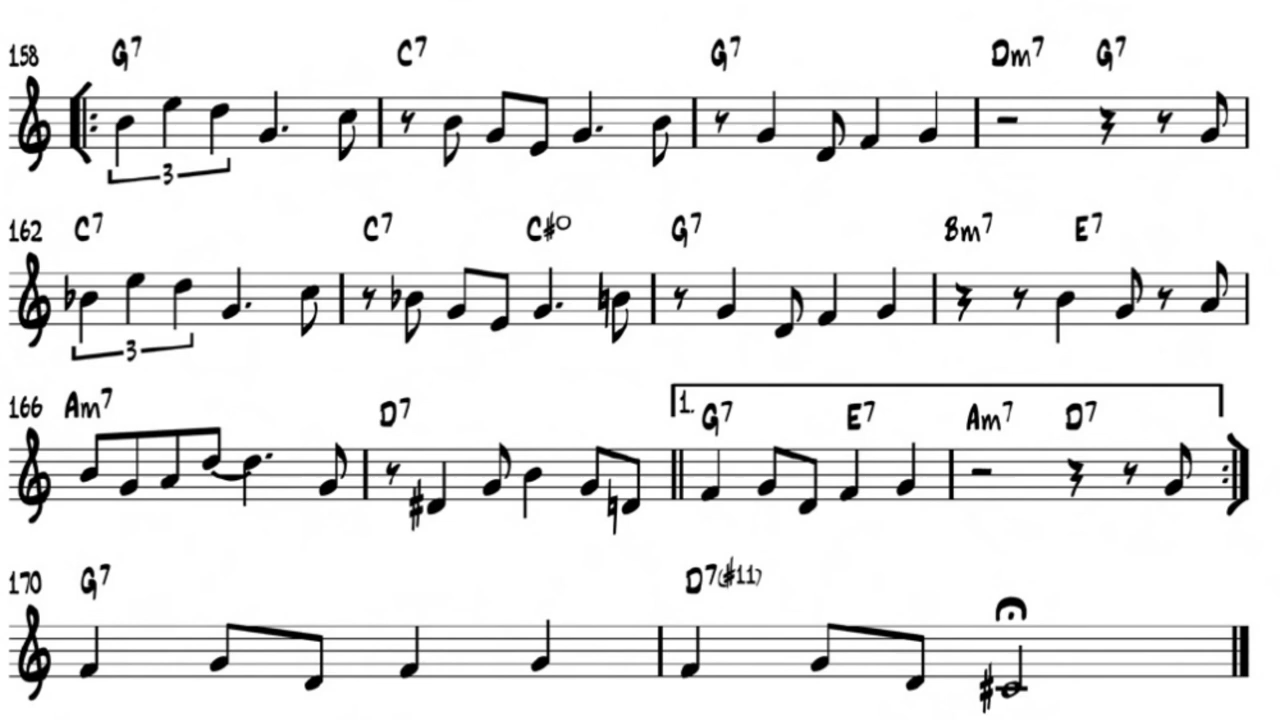 158 G7 C7 G7 Dm7 G7
3
162 C7 C7 C#o G7 Bm7 E7
3
166 Am7 D7 1. G7 E7 Am7 D7
170 G7 D7(#11)